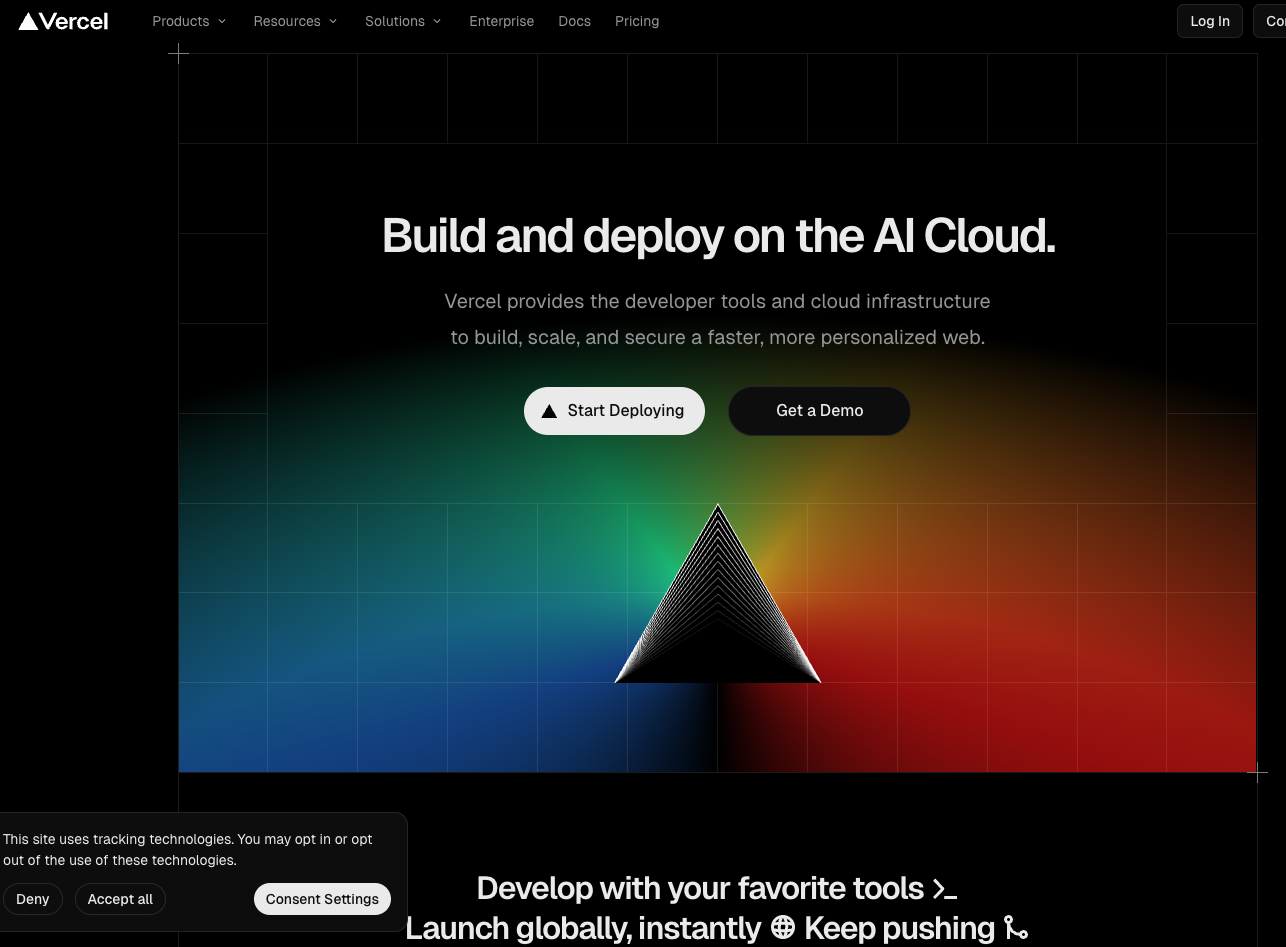 Vercel
Products
Resources
Solutions
Enterprise
Docs
Pricing
Log In
Build and deploy on the AI Cloud.
Vercel provides the developer tools and cloud infrastructure
to build, scale, and secure a faster, more personalized web.
Start Deploying
Get a Demo
This site uses tracking technologies. You may opt in or opt
out of the use of these technologies.
Deny
Accept all
Consent Settings
Develop with your favorite tools
Launch globally, instantly Keep pushing